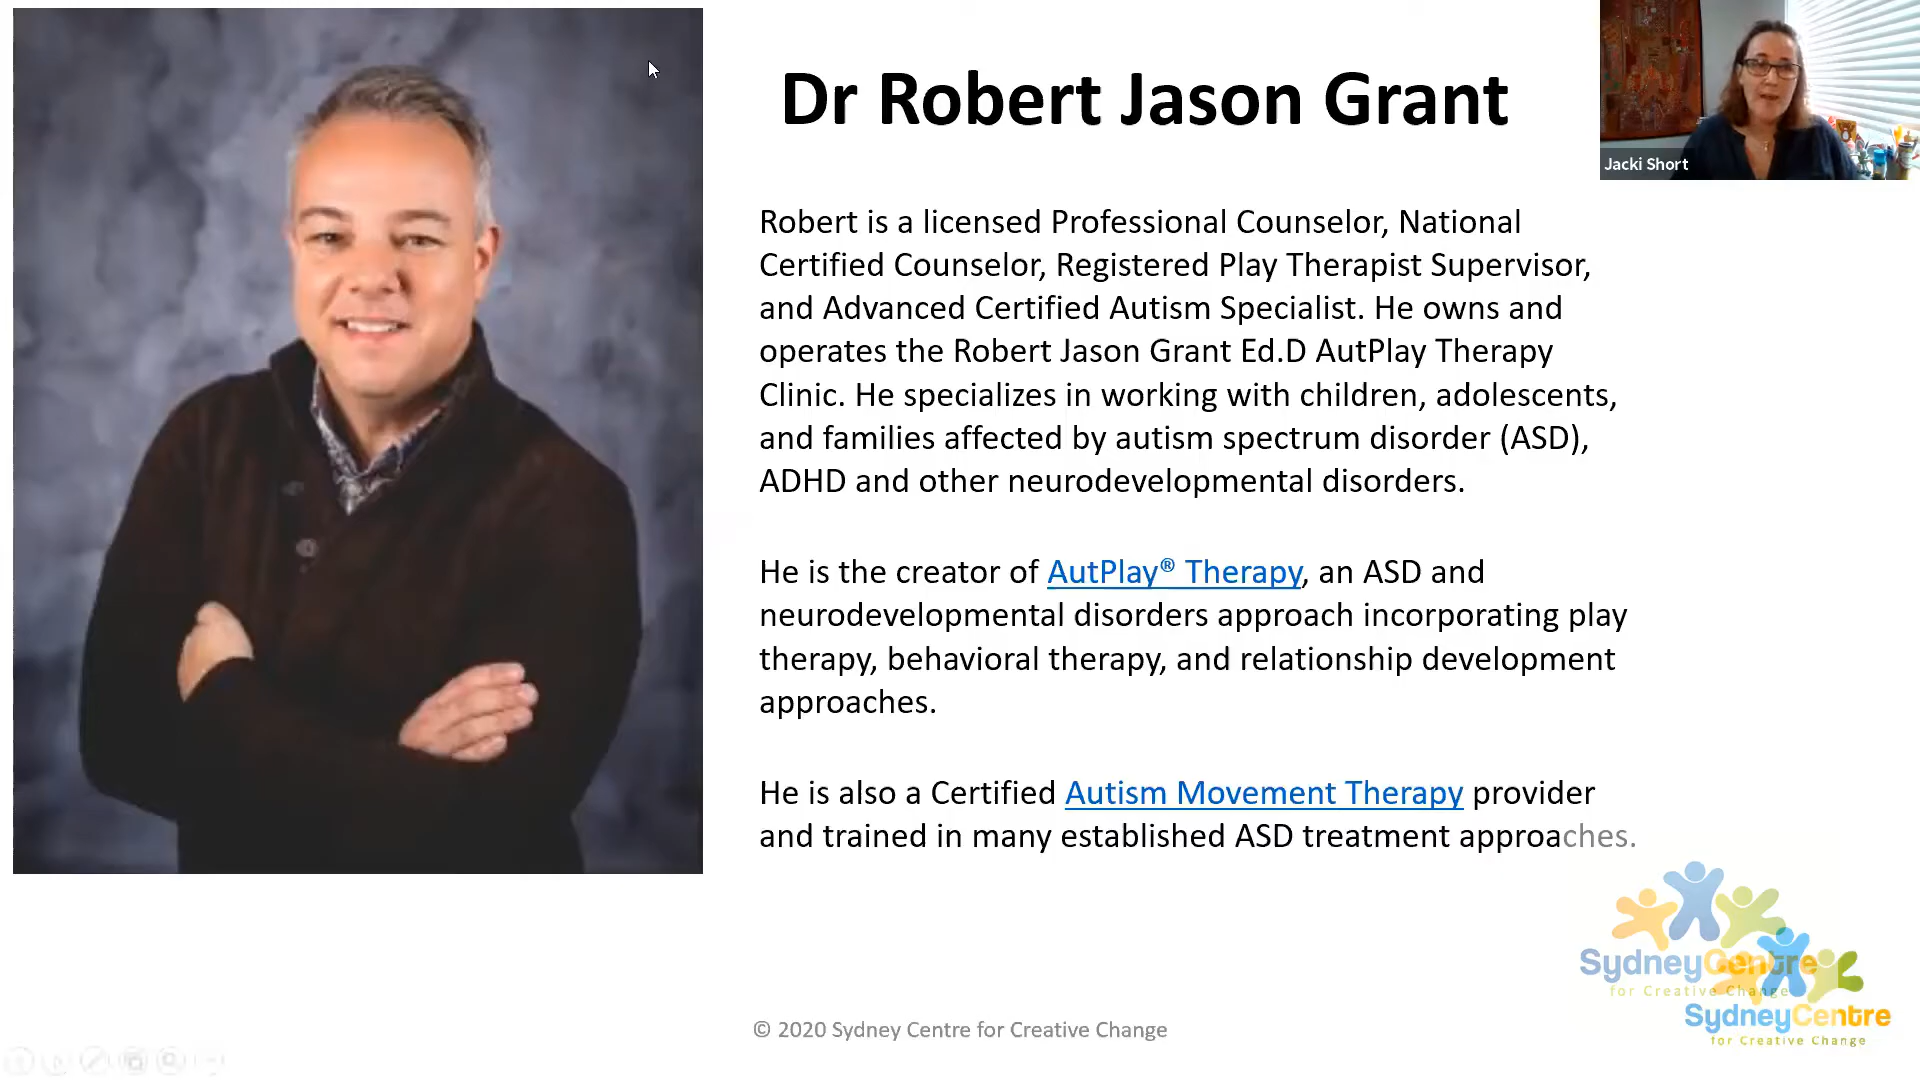 Dr Robert Jason Grant
Jacki Short
Robert is a licensed Professional Counselor, National
Certified Counselor, Registered Play Therapist Supervisor,
and Advanced Certified Autism Specialist. He owns and
operates the Robert Jason Grant Ed.D AutPlay Therapy
Clinic. He specializes in working with children, adolescents,
and families affected by autism spectrum disorder (ASD),
ADHD and other neurodevelopmental disorders.
He is the creator of AutPlay® Therapy, an ASD and
neurodevelopmental disorders approach incorporating play
therapy, behavioral therapy, and relationship development
approaches.
He is also a Certified Autism Movement Therapy provider
and trained in many established ASD treatment approaches.
SydneyCentre
for Creative Change
SydneyCentre
for Creative Change
© 2020 Sydney Centre for Creative Change